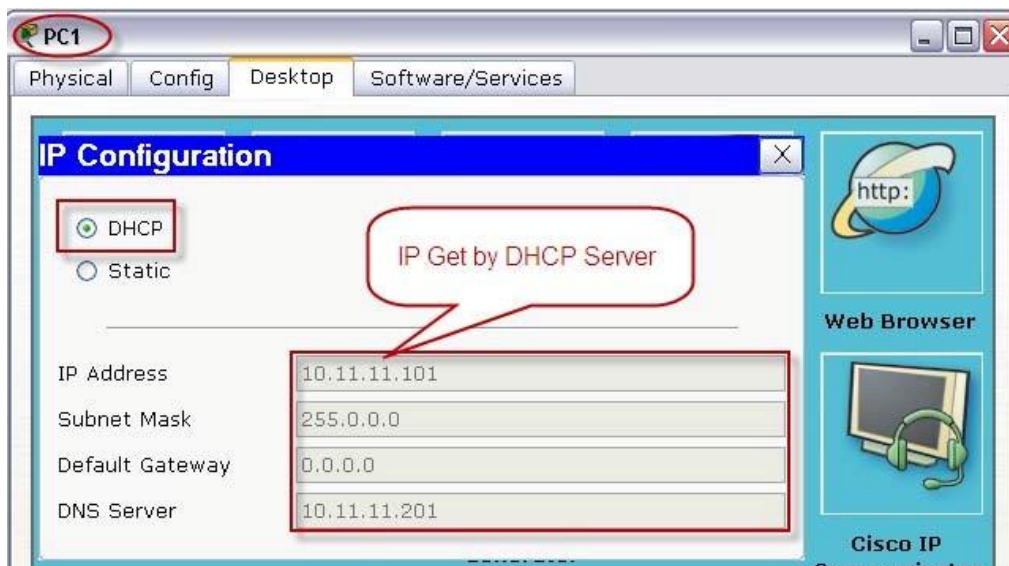 PC1
Physical
Config
Desktop
Software/Services
IP Configuration
http:
DHCP
Static
IP Get by DHCP Server
Web Browser
IP Address
10.11.11.101
Subnet Mask
255.0.0.0
Default Gateway
0.0.0.0
DNS Server
10.11.11.201
Cisco IP